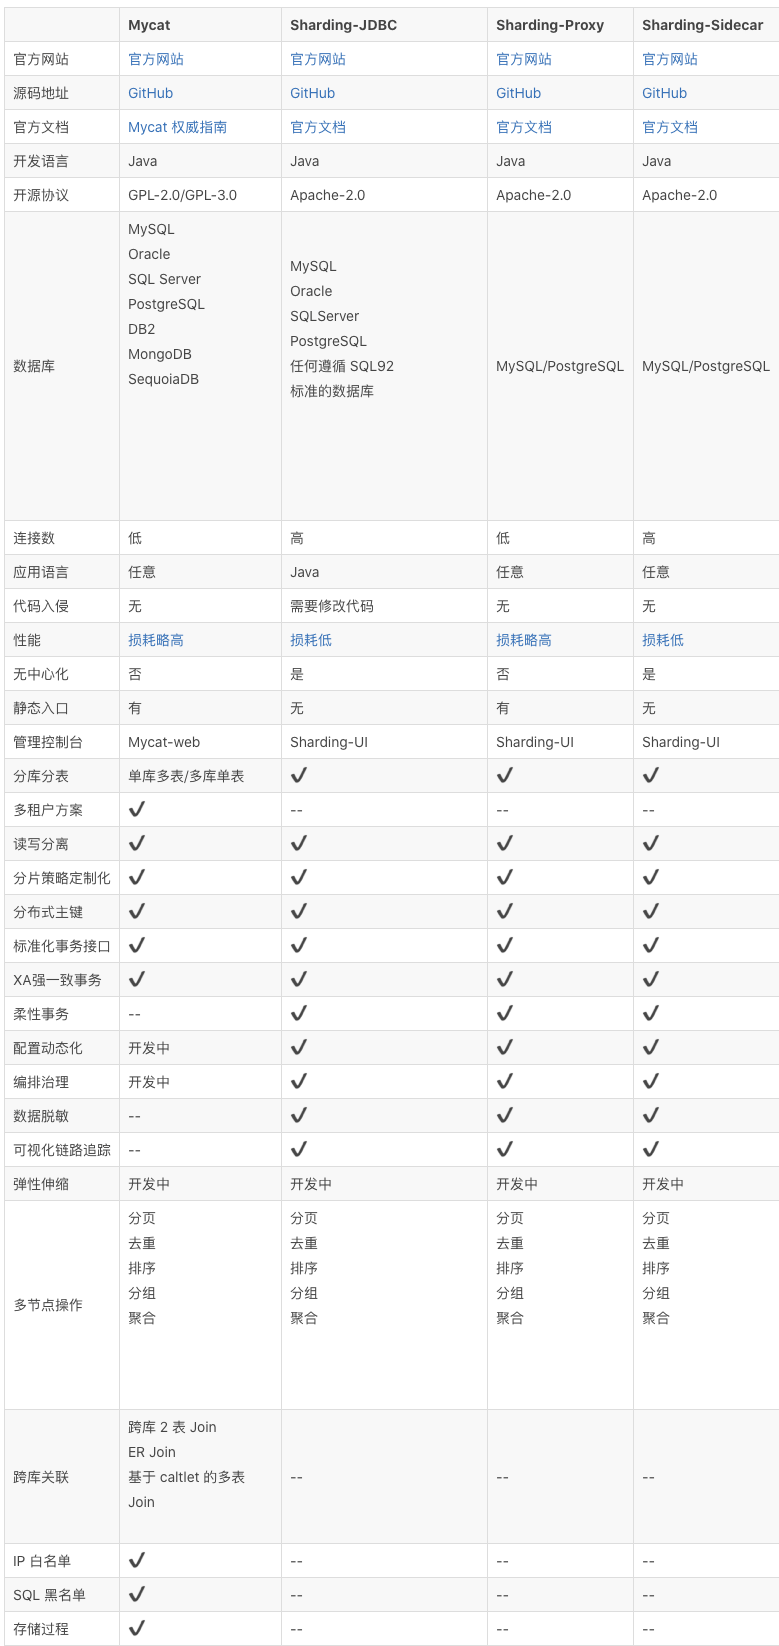 Mycat Sharding-JDBC Sharding-Proxy Sharding-Sidecar
官方网站 官方网站 官方网站 官方网站 官方网站
源码地址 GitHub GitHub GitHub GitHub
官方文档 Mycat 权威指南 官方文档 官方文档 官方文档
开发语言 Java Java Java Java
开源协议 GPL-2.0/GPL-3.0 Apache-2.0 Apache-2.0 Apache-2.0
数据库
MySQL
Oracle
SQL Server
PostgreSQL
DB2
MongoDB
SequoiaDB
MySQL
Oracle
SQLServer
PostgreSQL
任何遵循 SQL92
标准的数据库
MySQL/PostgreSQL
MySQL/PostgreSQL
连接数 低 高 低 高
应用语言 任意 Java 任意 任意
代码入侵 无 需要修改代码 无 无
性能 损耗略高 损耗低 损耗略高 损耗低
无中心化 否 是 否 是
静态入口 有 无 有 无
管理控制台 Mycat-web Sharding-UI Sharding-UI Sharding-UI
分库分表 单库多表/多库单表 ✔ ✔ ✔
多租户方案 ✔ -- -- --
读写分离 ✔ ✔ ✔ ✔
分片策略定制化 ✔ ✔ ✔ ✔
分布式主键 ✔ ✔ ✔ ✔
标准化事务接口 ✔ ✔ ✔ ✔
XA强一致事务 ✔ ✔ ✔ ✔
柔性事务 -- ✔ ✔ ✔
配置动态化 开发中 ✔ ✔ ✔
编排治理 开发中 ✔ ✔ ✔
数据脱敏 -- ✔ ✔ ✔
可视化链路追踪 -- ✔ ✔ ✔
弹性伸缩 开发中 开发中 开发中 开发中
多节点操作
分页
去重
排序
分组
聚合
分页
去重
排序
分组
聚合
分页
去重
排序
分组
聚合
分页
去重
排序
分组
聚合
跨库关联
跨库 2 表 Join
ER Join
基于 caltlet 的多表
Join
-- -- --
IP 白名单 ✔ -- -- --
SQL 黑名单 ✔ -- -- --
存储过程 ✔ -- -- --